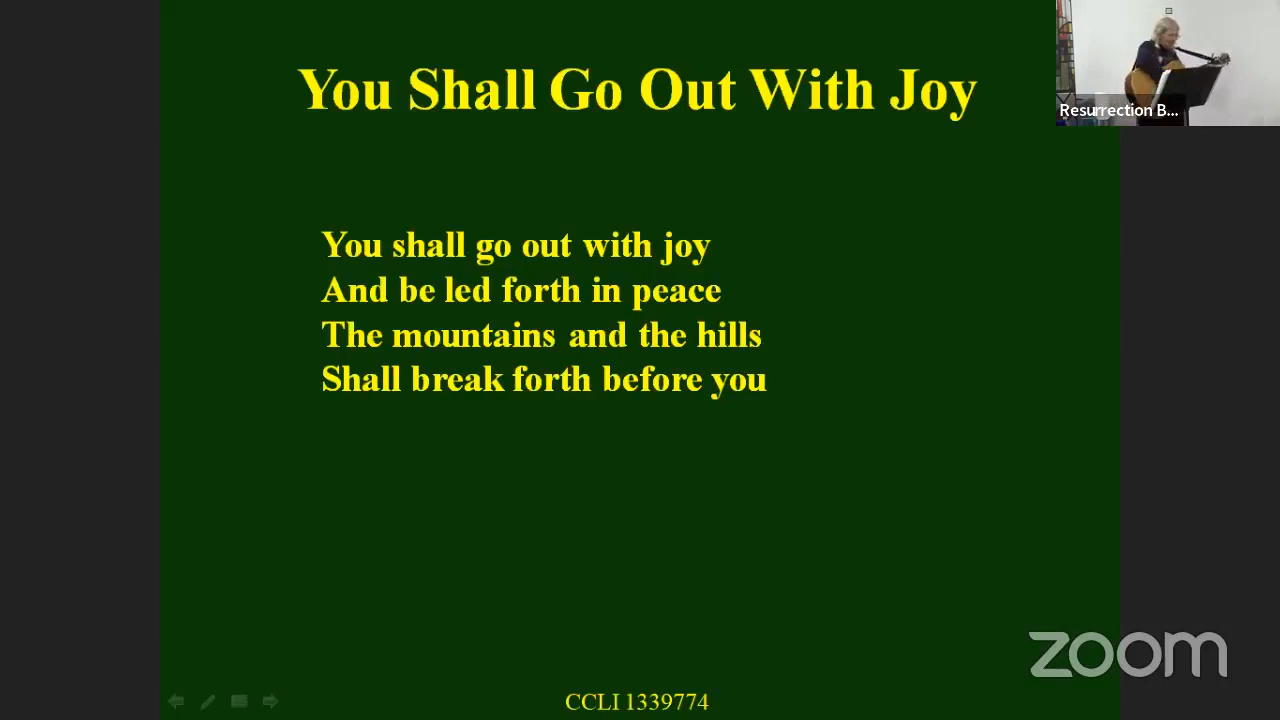 You Shall Go Out With Joy
Resurrection B...
You shall go out with joy
And be led forth in peace
The mountains and the hills
Shall break forth before you
zoom
CCLI 1339774